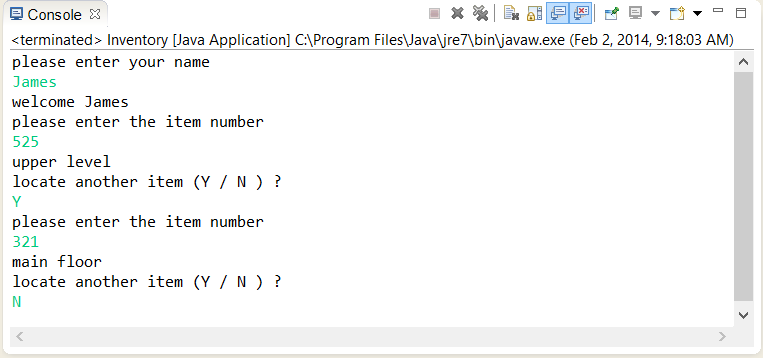 Console
<terminated> Inventory [Java Application] C:\Program Files\Java\jre7\bin\javaw.exe (Feb 2, 2014, 9:18:03 AM)
please enter your name
James
welcome James
please enter the item number
525
upper level
locate another item (Y / N ) ?
Y
please enter the item number
321
main floor
locate another item (Y / N ) ?
N